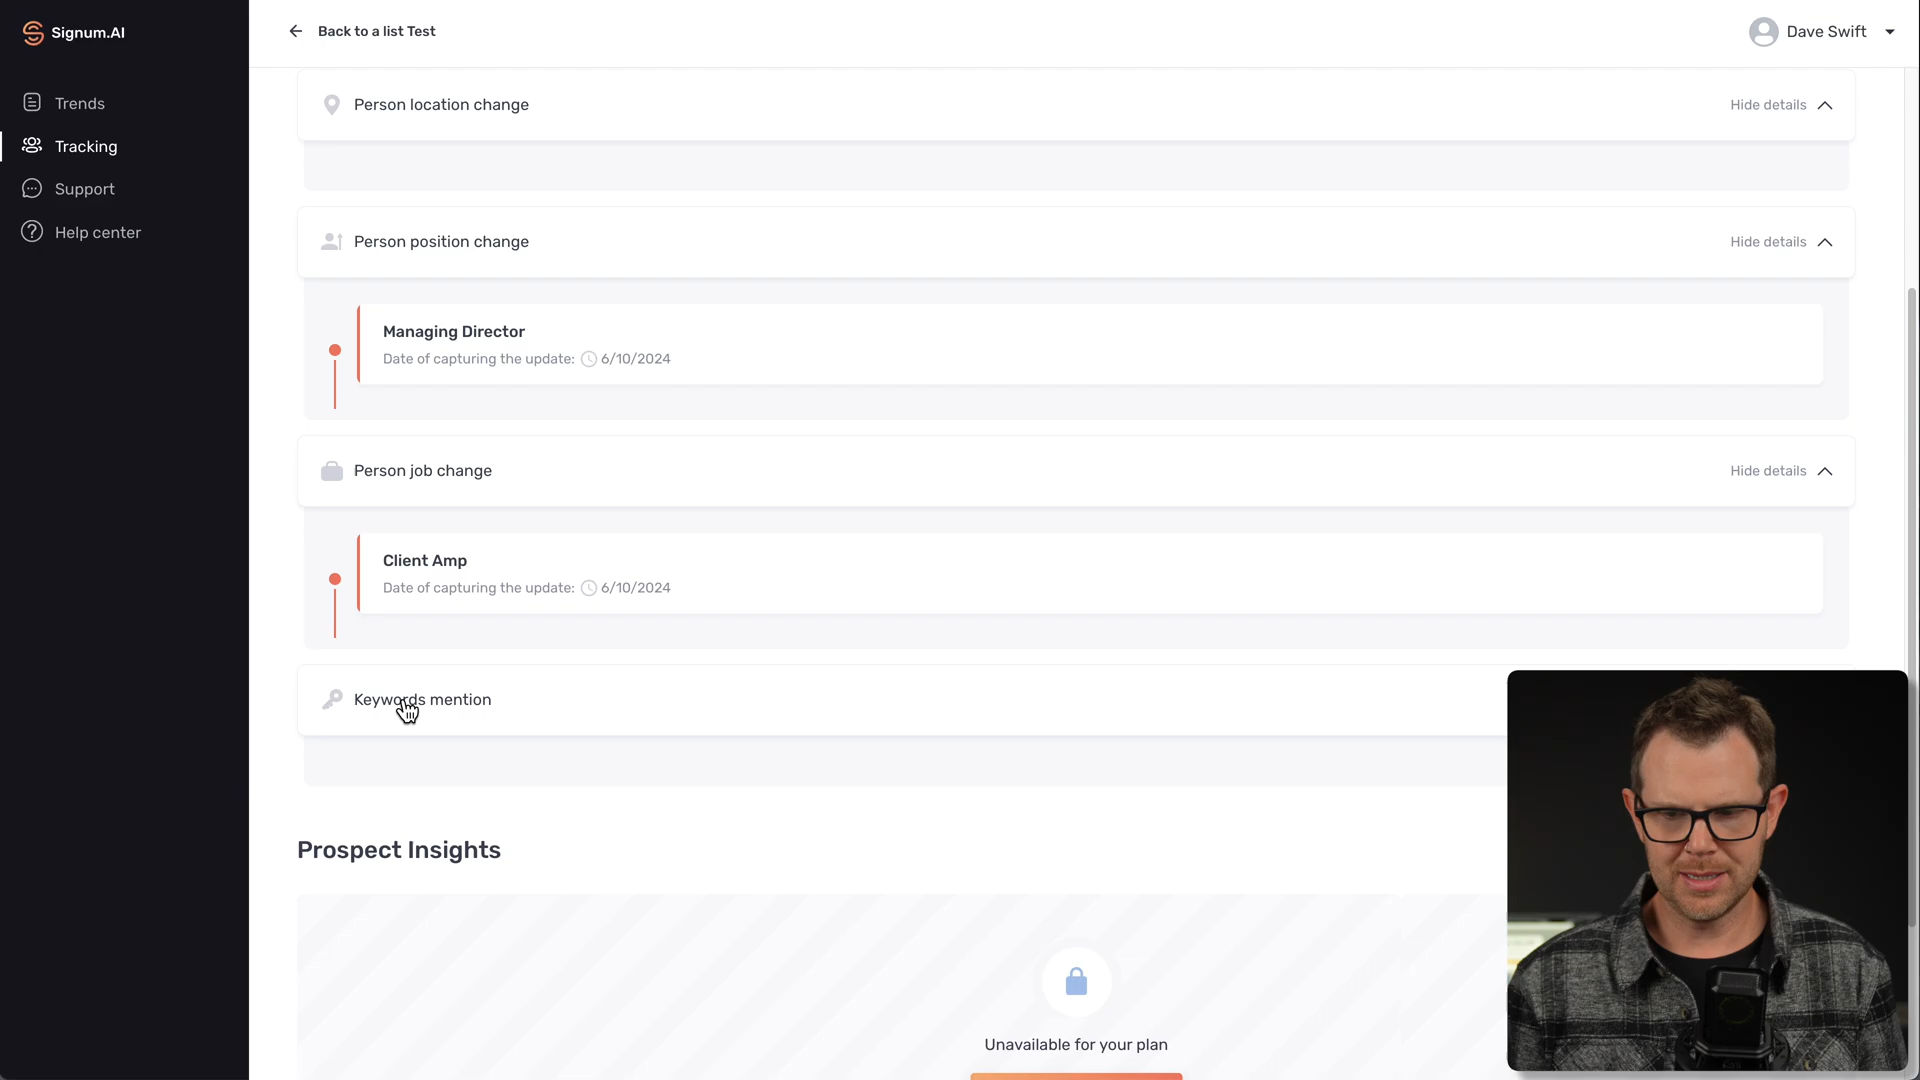 Signum.AI
Trends
Tracking
Support
Help center
Back to a list Test
Dave Swift
Person location change
Hide details
Person position change
Hide details
Managing Director
Date of capturing the update: 6/10/2024
Person job change
Hide details
Client Amp
Date of capturing the update: 6/10/2024
Keywords mention
Prospect Insights
Unavailable for your plan